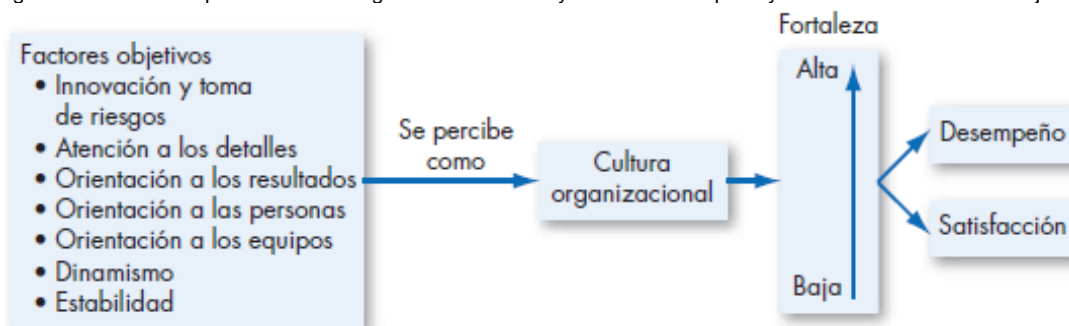 Factores objetivos
• Innovación y toma
de riesgos
• Atención a los detalles
• Orientación a los resultados
• Orientación a las personas
• Orientación a los equipos
• Dinamismo
• Estabilidad
Se percibe
como
Cultura
organizacional
Fortaleza
Alta
Baja
Desempeño
Satisfacción